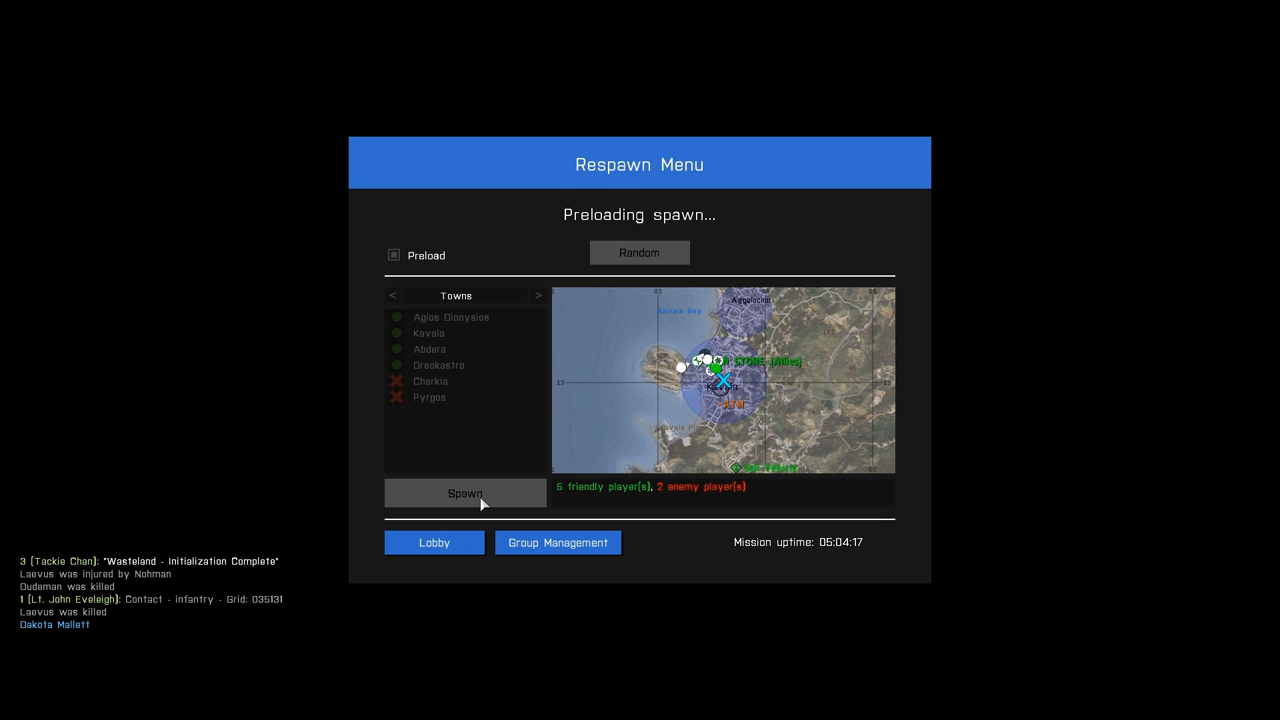 Respawn Menu
Preloading spawn...
Preload
Random
< Towns >
Agios Dionysios
Kavala
Abdera
Oreokastro
Charkia
Pyrgos
Aggelochori
Kavala Bay
STORE (Allies)
13
Kavala
ATM
Spawn
5 friendly player(s), 2 enemy player(s)
Lobby
Group Management
Mission uptime: 05:04:17
3 (Tackie Chan): "Wasteland - Initialization Complete"
Laevus was injured by Nohman
Dudeman was killed
1 (Lt. John Eveleigh): Contact - infantry - Grid: 035131
Laevus was killed
Dakota Mallett